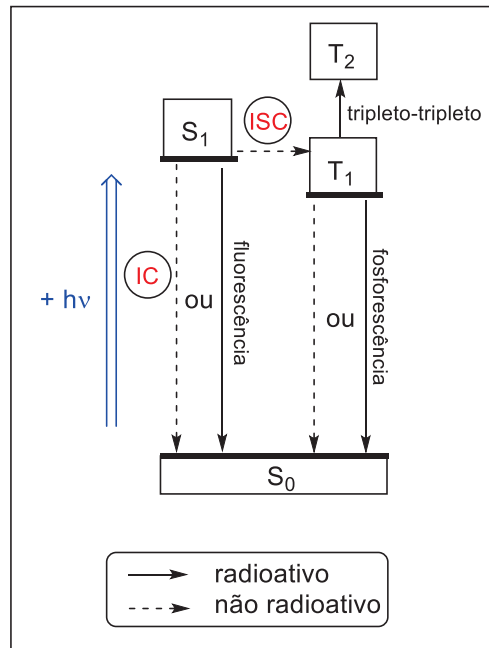 T₂
tripleto-tripleto
S₁
ISC
T₁
+ hν
IC
ou
fluorescência
ou
fosforescência
S₀
radioativo
não radioativo